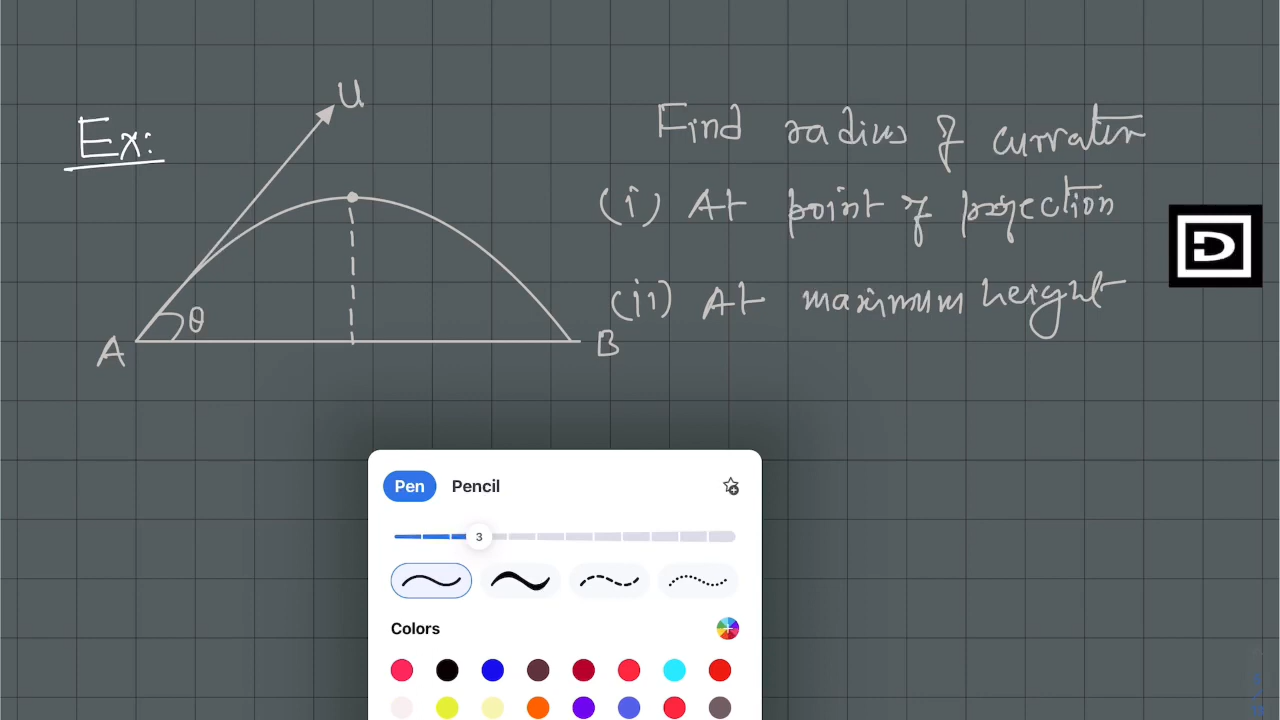 Ex:
U
Find radius of curvature
(i) At point of projection
(ii) At maximum height
θ
A
B
D
Pen Pencil
3
Colors